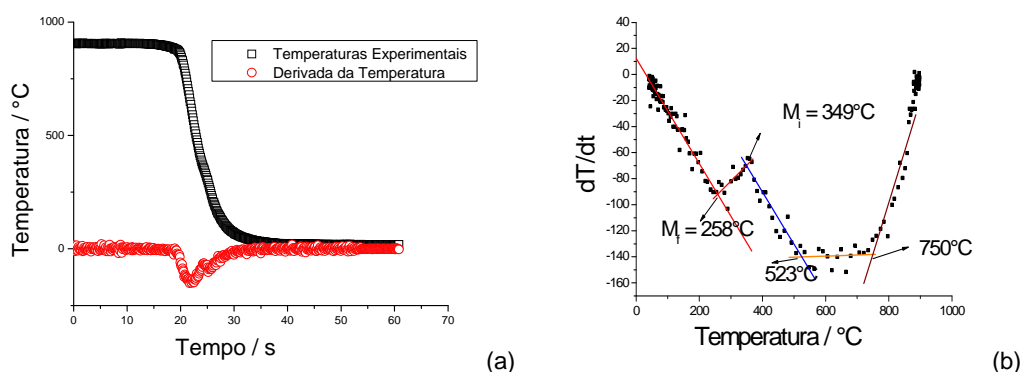 Temperaturas Experimentais
Derivada da Temperatura
Temperatura / °C
1000
500
0
-1000
0 10 20 30 40 50 60 70
Tempo / s
(a)
dT/dt
40
20
0
-20
-40
-60
-80
-100
-120
-140
-160
M i = 349°C
M f = 258°C
523°C
750°C
0 200 400 600 800 1000
Temperatura / °C
(b)